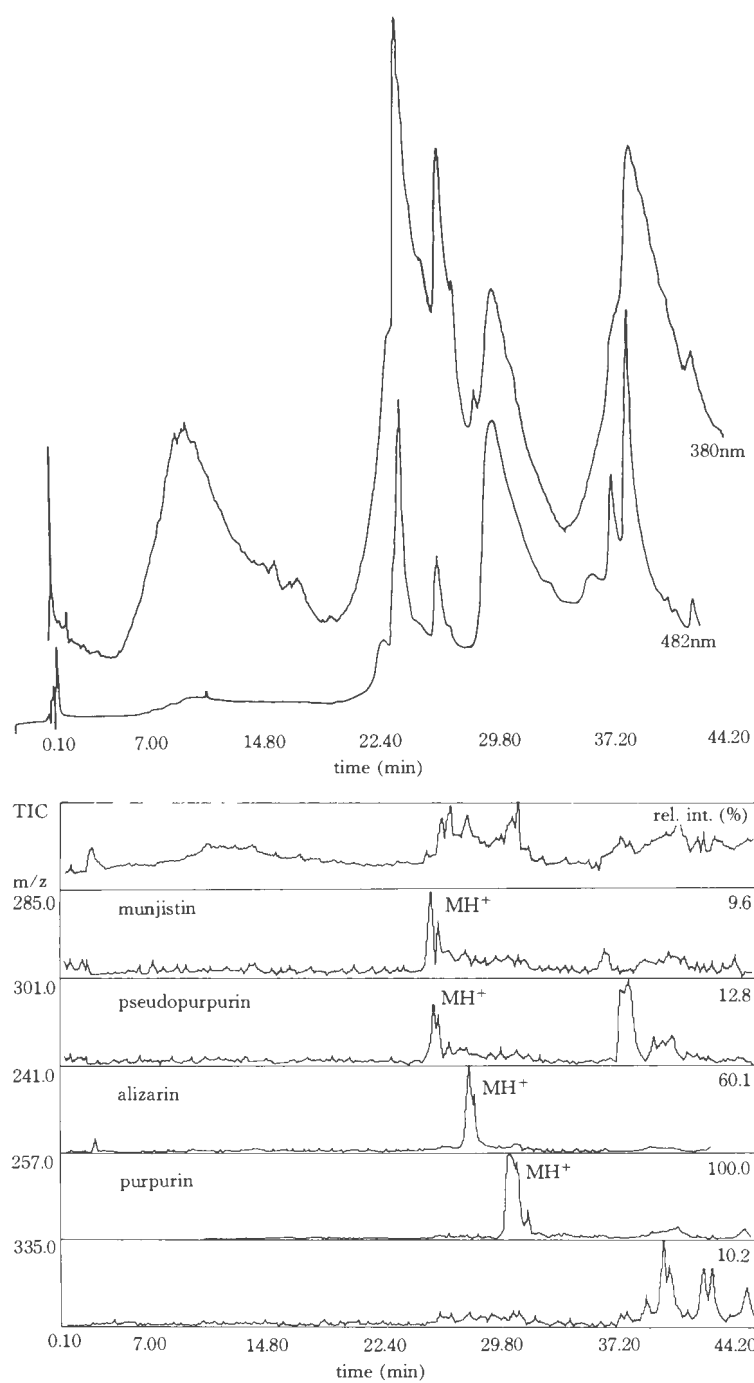 380nm
482nm
0.10 7.00 14.80 22.40 29.80 37.20 44.20
time (min)
TIC rel. int. (%)
m/z
285.0 munjistin MH+ 9.6
301.0 pseudopurpurin MH+ 12.8
241.0 alizarin MH+ 60.1
257.0 purpurin MH+ 100.0
335.0 10.2
0.10 7.00 14.80 22.40 29.80 37.20 44.20
time (min)